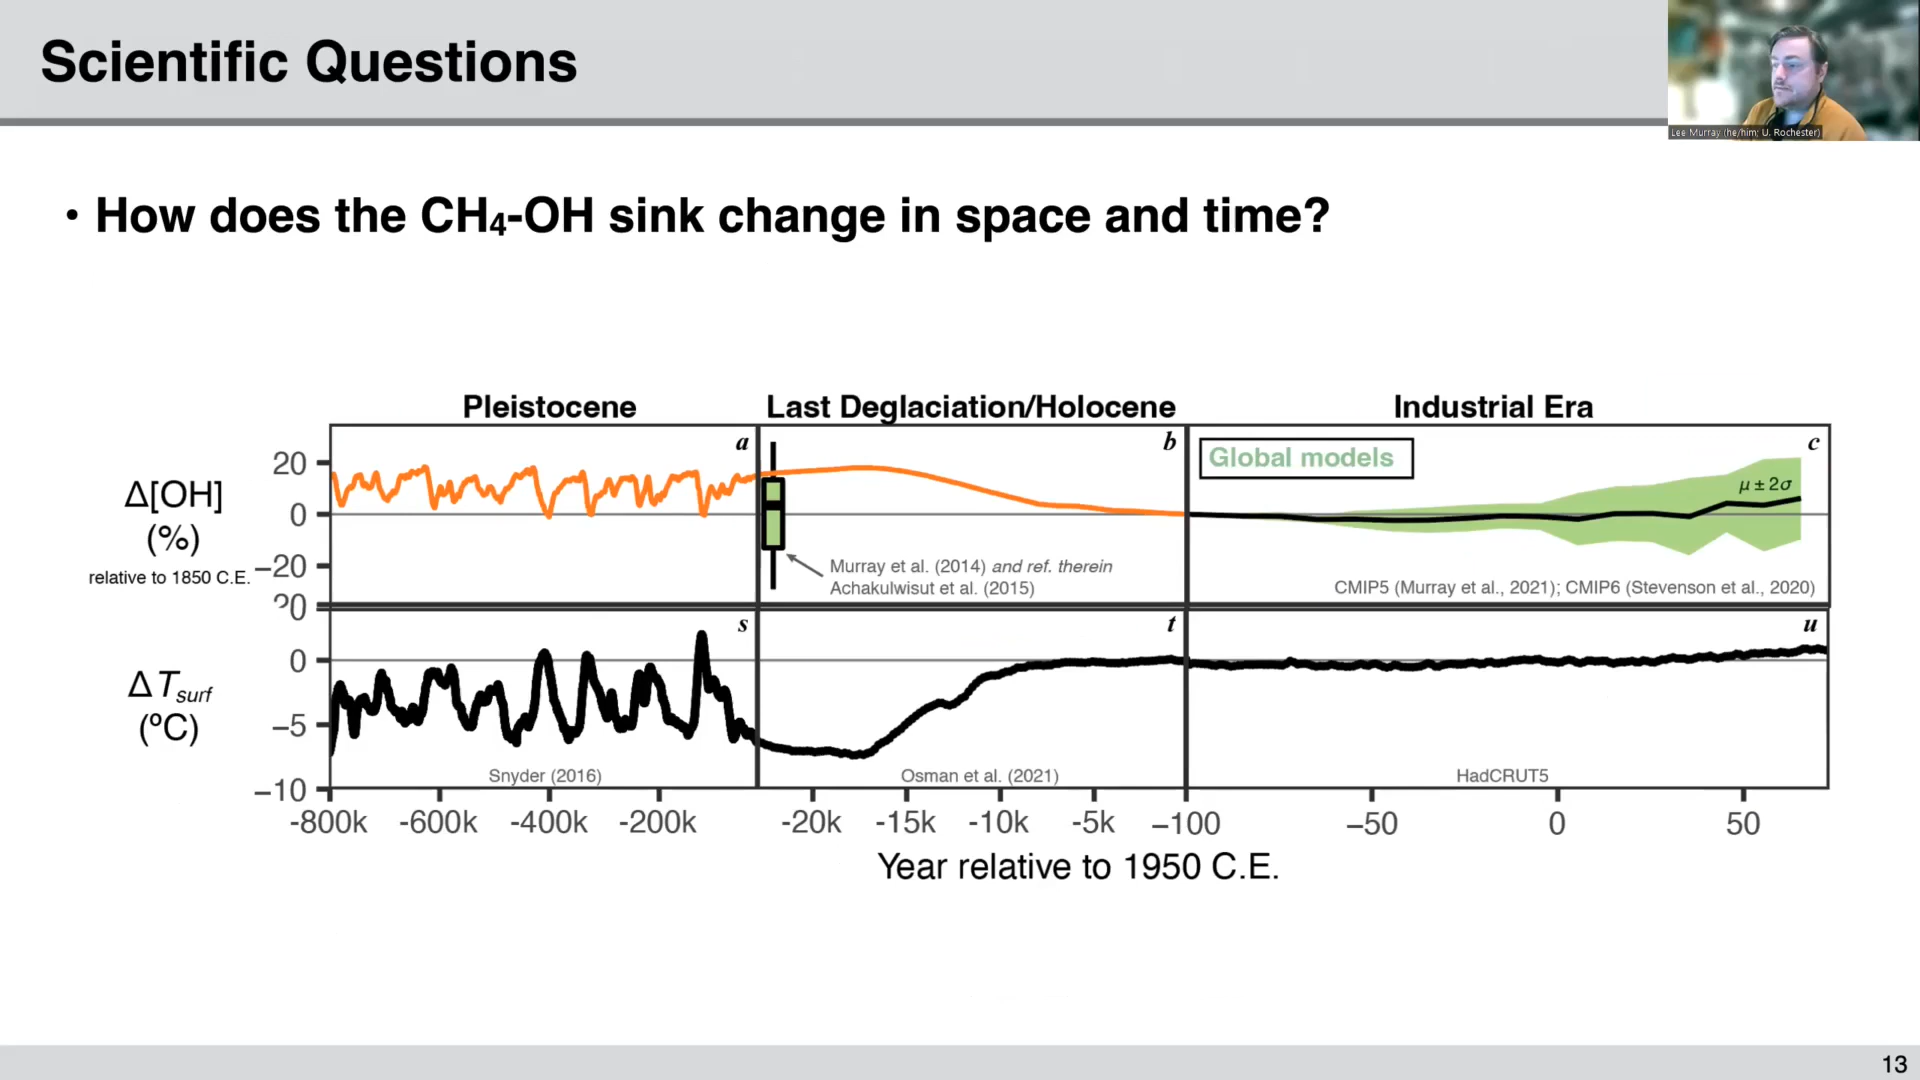 Scientific Questions
Lee Murray (he/him; U. Rochester)
• How does the CH₄-OH sink change in space and time?
Pleistocene
Last Deglaciation/Holocene
Industrial Era
Δ[OH]
(%)
relative to 1850 C.E.
20
0
−20
a
b
Murray et al. (2014) and ref. therein
Achakulwisut et al. (2015)
Global models
c
μ ± 2σ
CMIP5 (Murray et al., 2021); CMIP6 (Stevenson et al., 2020)
ΔTsurf
(ºC)
0
−5
−10
s
Snyder (2016)
t
Osman et al. (2021)
u
HadCRUT5
-800k -600k -400k -200k -20k -15k -10k -5k −100 −50 0 50
Year relative to 1950 C.E.
13